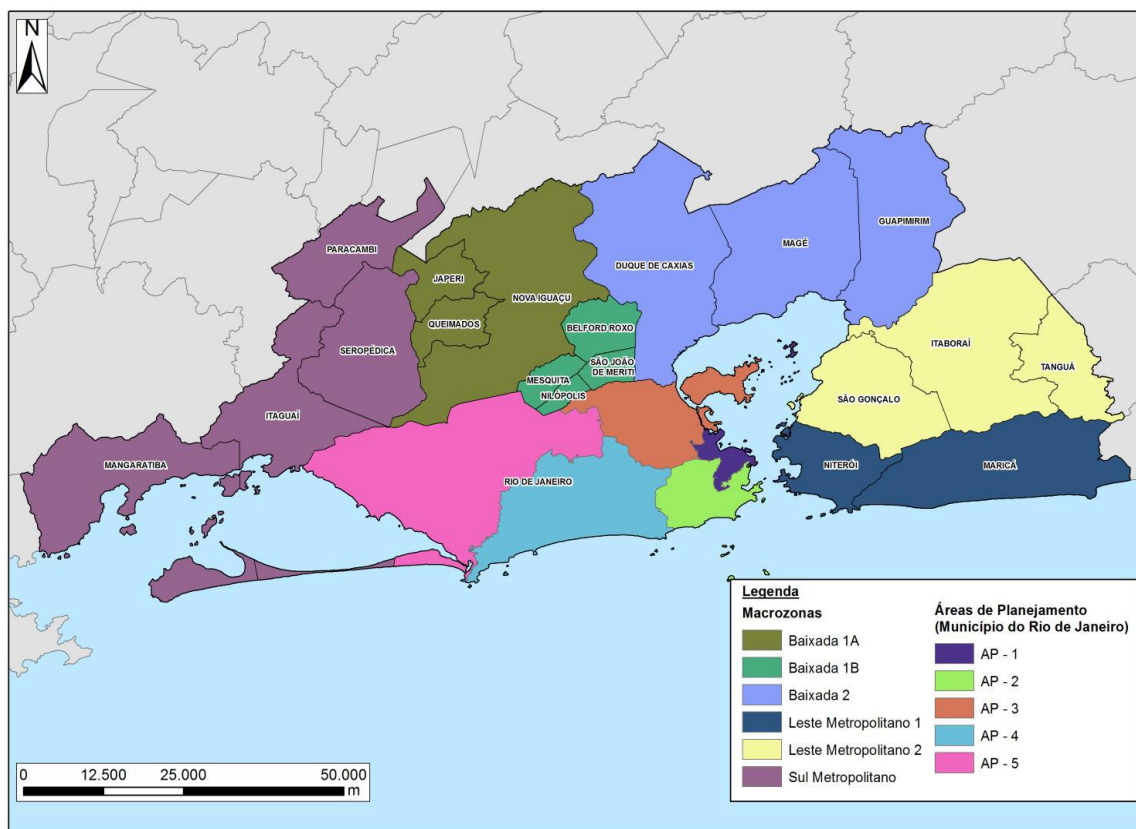 N
PARACAMBI
JAPERI
NOVA IGUAÇU
QUEIMADOS
SEROPÉDICA
ITAGUAÍ
MANGARATIBA
DUQUE DE CAXIAS
MAGÉ
GUAPIMIRIM
BELFORD ROXO
SÃO JOÃO
DE MERITI
MESQUITA
NILÓPOLIS
RIO DE JANEIRO
ITABORAÍ
TANGUÁ
SÃO GONÇALO
NITERÓI
MARICÁ
Legenda
Macrozonas
Baixada 1A
Baixada 1B
Baixada 2
Leste Metropolitano 1
Leste Metropolitano 2
Sul Metropolitano
Áreas de Planejamento
(Município do Rio de Janeiro)
AP - 1
AP - 2
AP - 3
AP - 4
AP - 5
0 12.500 25.000 50.000
m